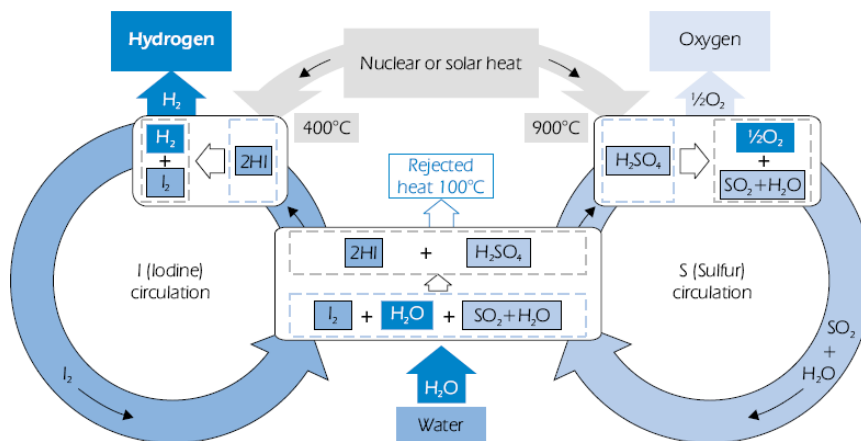 Hydrogen
Nuclear or solar heat
Oxygen
H₂
½O₂
400°C
900°C
H₂
+
I₂
2HI
H₂SO₄
½O₂
+
SO₂+H₂O
Rejected
heat 100°C
2HI + H₂SO₄
I₂ + H₂O + SO₂+H₂O
I (Iodine)
circulation
S (Sulfur)
circulation
I₂
SO₂
+
H₂O
H₂O
Water